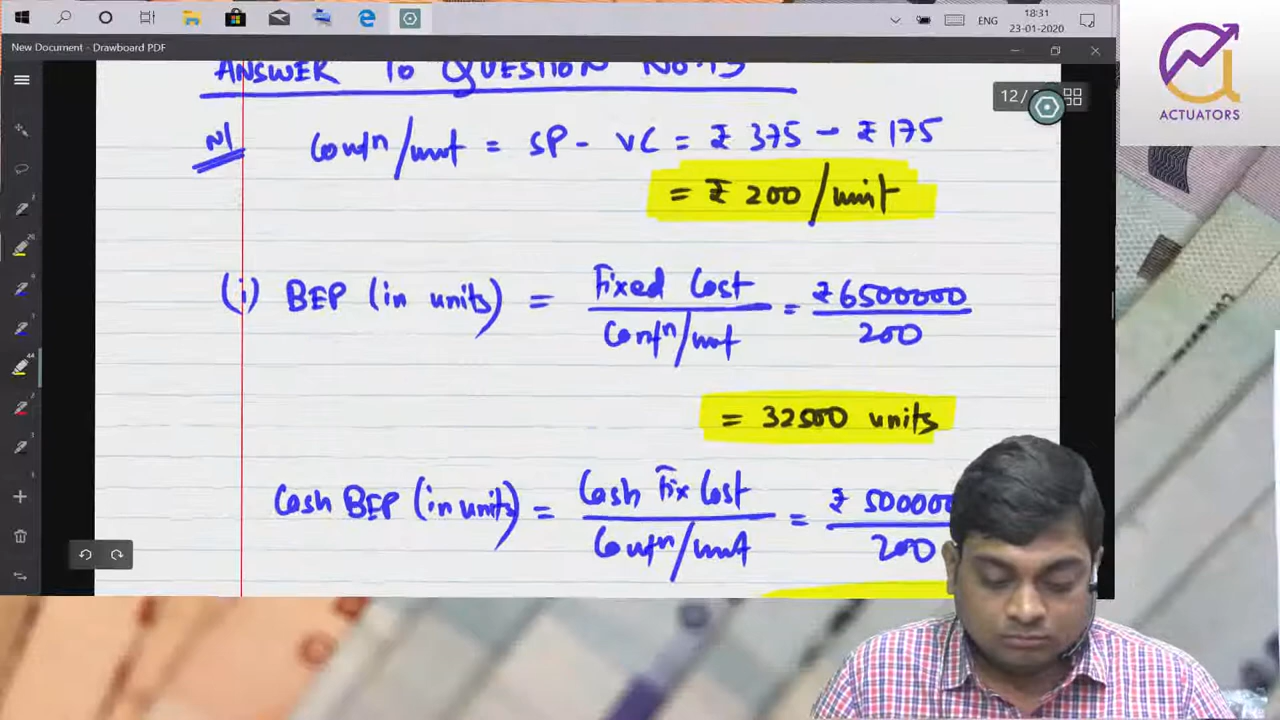 18:31
ENG
23-01-2020
New Document - Drawboard PDF
ANSWER TO QUESTION NO.13
12/
ACTUATORS
N/ Contⁿ/unit = SP - VC = ₹ 375 - ₹ 175
= ₹ 200/unit
(i) BEP (in units) = Fixed Cost / Contⁿ/unit = ₹6500000 / 200
= 32500 units
Cash BEP (in units) = Cash Fix Cost / Contⁿ/unit = ₹ 500000 / 200